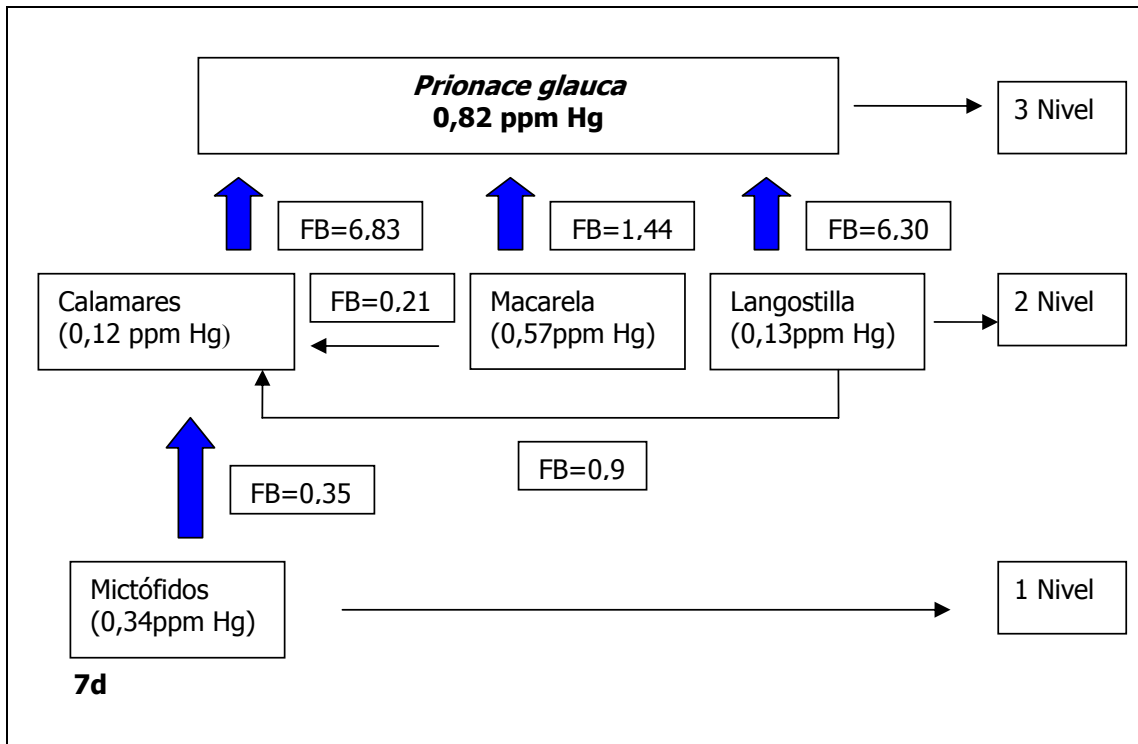 Prionace glauca
0,82 ppm Hg
3 Nivel
FB=6,83
FB=1,44
FB=6,30
Calamares
(0,12 ppm Hg)
FB=0,21
Macarela
(0,57ppm Hg)
Langostilla
(0,13ppm Hg)
2 Nivel
FB=0,9
FB=0,35
Mictófidos
(0,34ppm Hg)
1 Nivel
7d